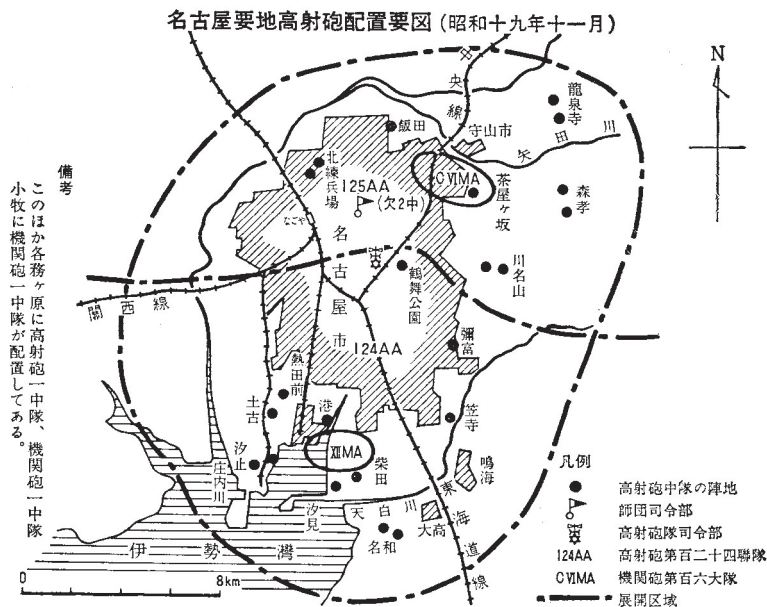 名古屋要地高射砲配置要図(昭和十九年十一月)
N
中央線
守山市
龍泉寺
矢田川
飯田
北練兵場
125AA
(欠2中)
CⅥMA
茶屋ヶ坂
森孝
なごや
名古屋市
鶴舞公園
川名山
関西線
124AA
彌富
熱田前
土古
港
笠寺
汐止
ⅫMA
柴田
鳴海
庄内川
汐見
天白川
大高
東海道線
名和
伊勢灣
0
8km
備考
このほか各務ヶ原に高射砲一中隊、機関砲一中隊
小牧に機関砲一中隊が配置してある。
凡例
高射砲中隊の陣地
師団司令部
高射砲隊司令部
124AA 高射砲第百二十四聯隊
CⅥMA 機関砲第百六大隊
展開区域